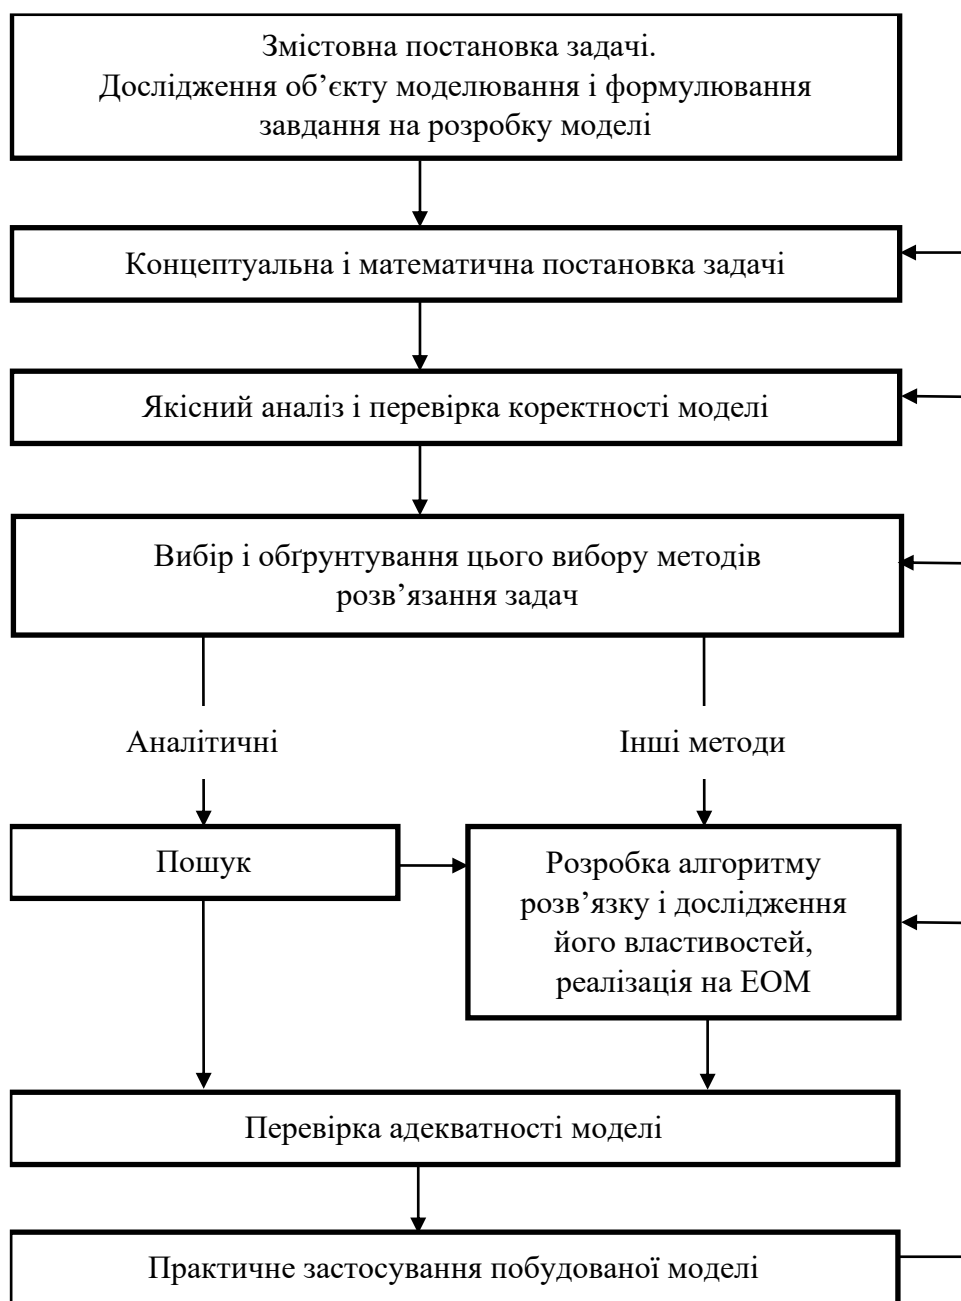 Змістовна постановка задачі.
Дослідження об’єкту моделювання і формулювання
завдання на розробку моделі
Концептуальна і математична постановка задачі
Якісний аналіз і перевірка коректності моделі
Вибір і обґрунтування цього вибору методів
розв’язання задач
Аналітичні
Інші методи
Пошук
Розробка алгоритму
розв’язку і дослідження
його властивостей,
реалізація на ЕОМ
Перевірка адекватності моделі
Практичне застосування побудованої моделі